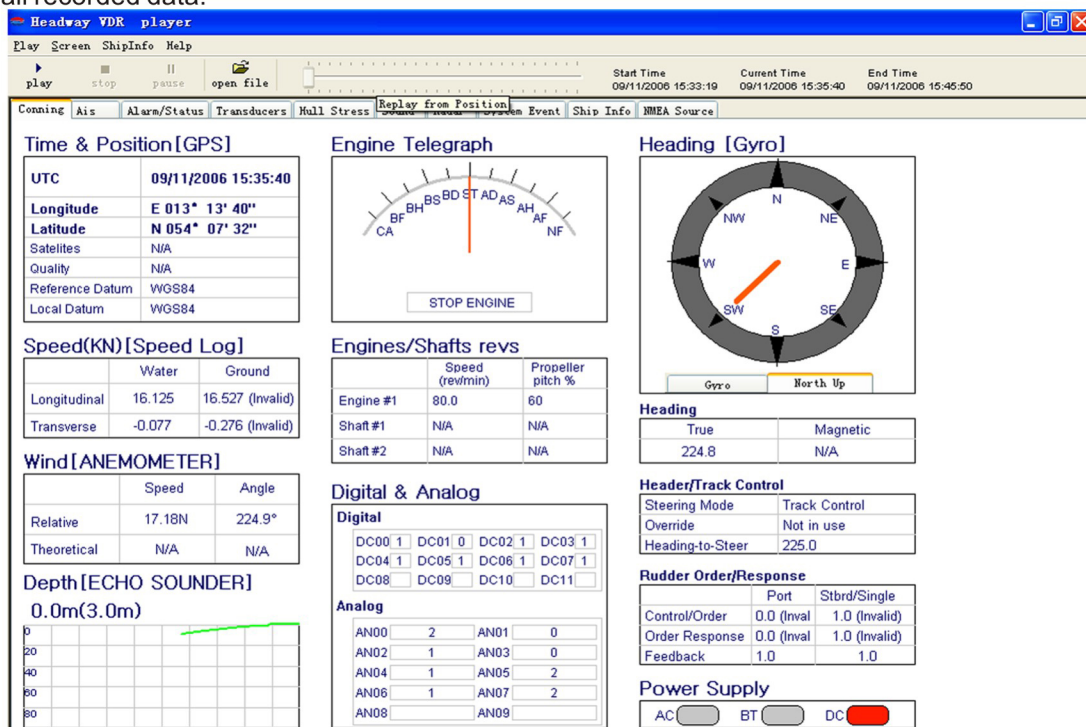 all recorded data.
Headway VDR player
Play Screen ShipInfo Help
play stop pause open file
Start Time Current Time End Time
09/11/2006 15:33:19 09/11/2006 15:35:40 09/11/2006 15:45:50
Conning Ais Alarm/Status Transducers Hull Stress Sound Radar System Event Ship Info NMEA Source
Replay from Position
Time & Position[GPS]
UTC 09/11/2006 15:35:40
Longitude E 013° 13' 40''
Latitude N 054° 07' 32''
Satelites N/A
Quality N/A
Reference Datum WGS84
Local Datum WGS84
Speed(KN)[Speed Log]
Water Ground
Longitudinal 16.125 16.527 (Invalid)
Transverse -0.077 -0.276 (Invalid)
Wind[ANEMOMETER]
Speed Angle
Relative 17.18N 224.9°
Theoretical N/A N/A
Depth[ECHO SOUNDER]
0.0m(3.0m)
0
20
40
60
80
Engine Telegraph
CA BF BH BS BD ST AD AS AH AF NF
STOP ENGINE
Engines/Shafts revs
Speed (rev/min) Propeller pitch %
Engine #1 80.0 60
Shaft #1 N/A N/A
Shaft #2 N/A N/A
Digital & Analog
Digital
DC00 1 DC01 0 DC02 1 DC03 1
DC04 1 DC05 1 DC06 1 DC07 1
DC08 DC09 DC10 DC11
Analog
AN00 2 AN01 0
AN02 1 AN03 0
AN04 1 AN05 2
AN06 1 AN07 2
AN08 AN09
Heading [Gyro]
N
NW NE
W E
SW SE
S
Gyro North Up
Heading
True Magnetic
224.8 N/A
Header/Track Control
Steering Mode Track Control
Override Not in use
Heading-to-Steer 225.0
Rudder Order/Response
Port Stbrd/Single
Control/Order 0.0 (Inval 1.0 (Invalid)
Order Response 0.0 (Inval 1.0 (Invalid)
Feedback 1.0 1.0
Power Supply
AC BT DC